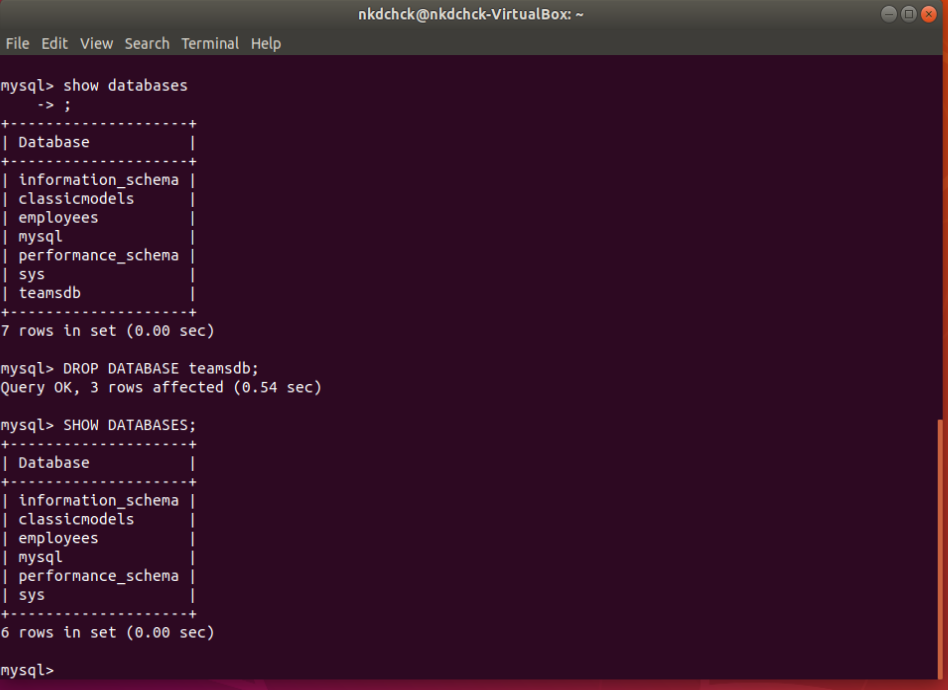 nkdchck@nkdchck-VirtualBox: ~
File Edit View Search Terminal Help
mysql> show databases
    -> ;
+--------------------+
| Database           |
+--------------------+
| information_schema |
| classicmodels      |
| employees          |
| mysql              |
| performance_schema |
| sys                |
| teamsdb            |
+--------------------+
7 rows in set (0.00 sec)
mysql> DROP DATABASE teamsdb;
Query OK, 3 rows affected (0.54 sec)
mysql> SHOW DATABASES;
+--------------------+
| Database           |
+--------------------+
| information_schema |
| classicmodels      |
| employees          |
| mysql              |
| performance_schema |
| sys                |
+--------------------+
6 rows in set (0.00 sec)
mysql>